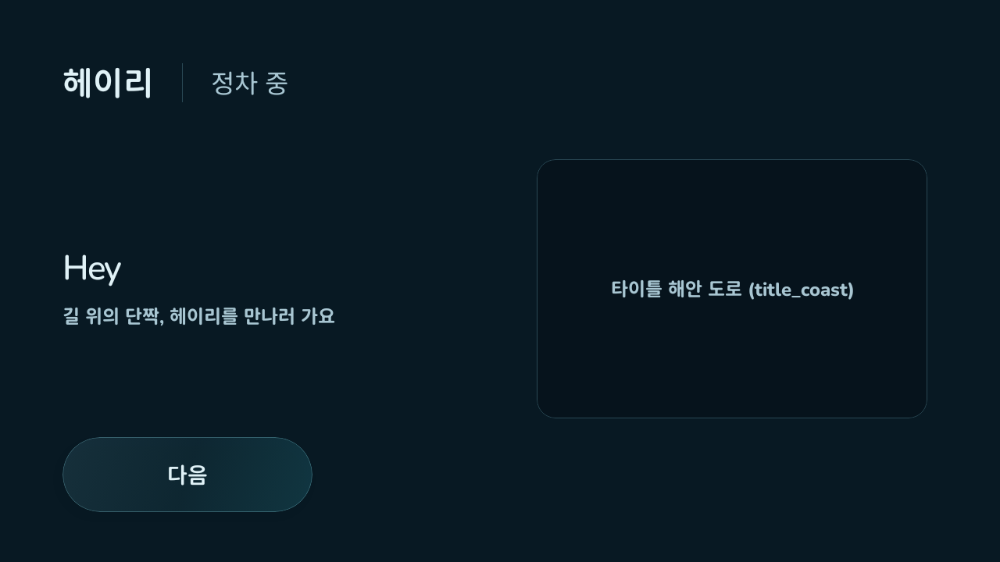 헤이리
정차 중
Hey
길 위의 단짝, 헤이리를 만나러 가요
타이틀 해안 도로 (title_coast)
다음